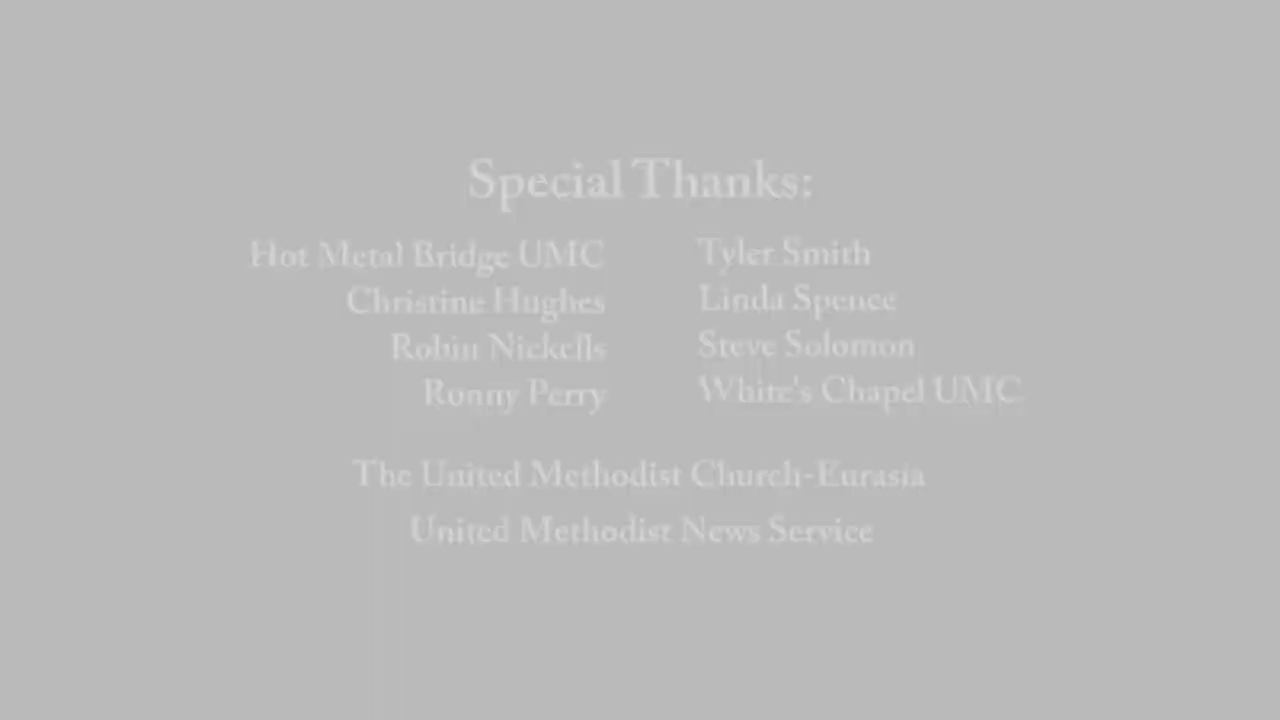 Special Thanks:
Hot Metal Bridge UMC
Christine Hughes
Robin Nickells
Ronny Perry
Tyler Smith
Linda Spence
Steve Solomon
White's Chapel UMC
The United Methodist Church-Eurasia
United Methodist News Service